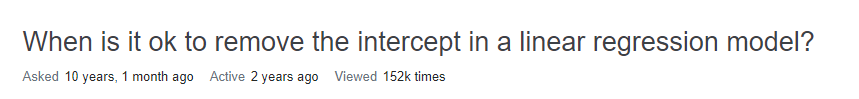 When is it ok to remove the intercept in a linear regression model?
Asked 10 years, 1 month ago Active 2 years ago Viewed 152k times